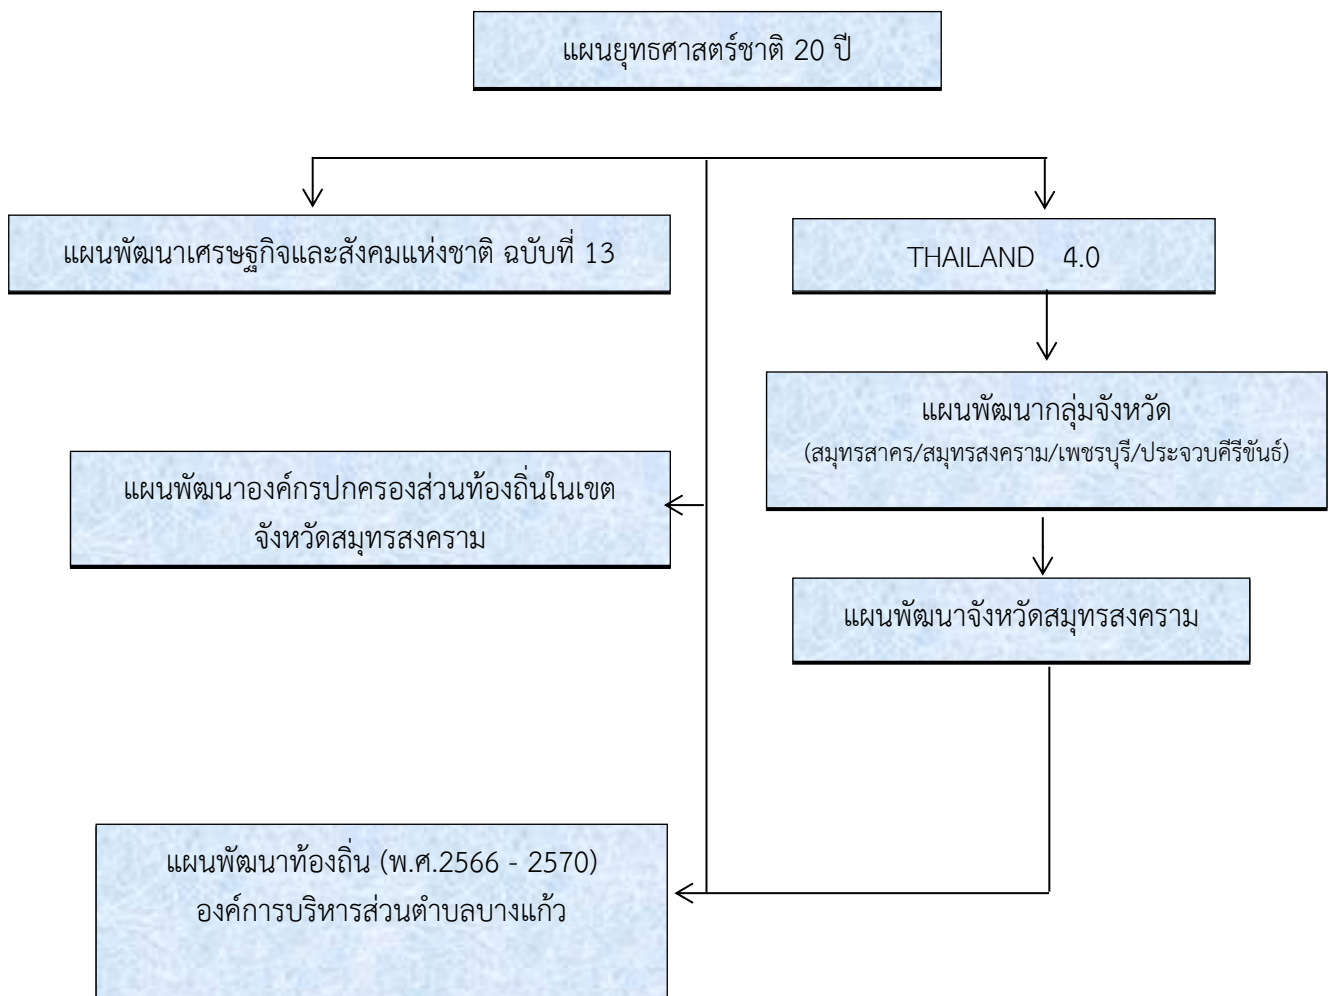 แผนยุทธศาสตร์ชาติ 20 ปี
แผนพัฒนาเศรษฐกิจและสังคมแห่งชาติ ฉบับที่ 13
THAILAND 4.0
แผนพัฒนากลุ่มจังหวัด
(สมุทรสาคร/สมุทรสงคราม/เพชรบุรี/ประจวบคีรีขันธ์)
แผนพัฒนาองค์กรปกครองส่วนท้องถิ่นในเขต
จังหวัดสมุทรสงคราม
แผนพัฒนาจังหวัดสมุทรสงคราม
แผนพัฒนาท้องถิ่น (พ.ศ.2566 - 2570)
องค์การบริหารส่วนตำบลบางแก้ว